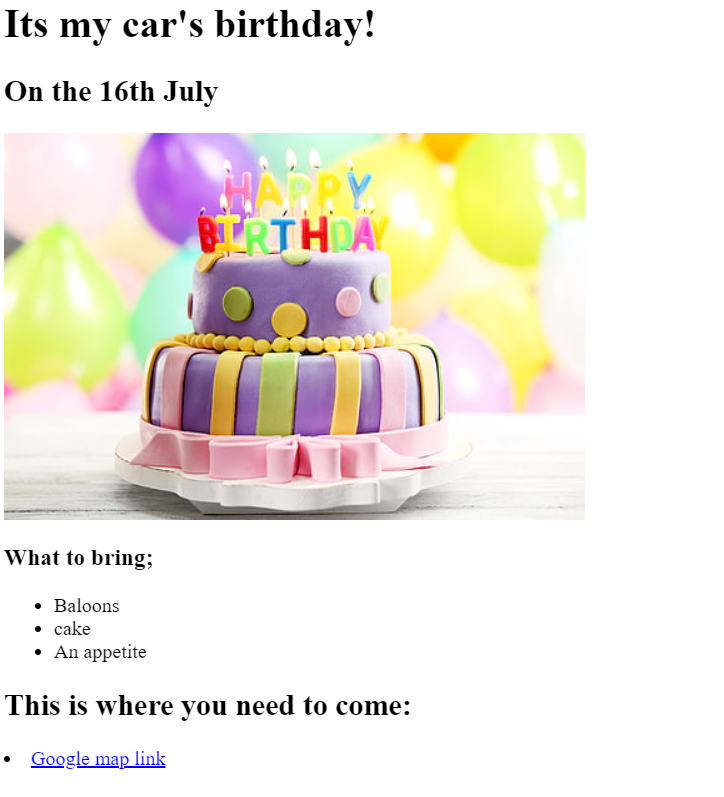 Its my car's birthday!
On the 16th July
HAPPY
BIRTHDAY
What to bring;
Baloons
cake
An appetite
This is where you need to come:
Google map link